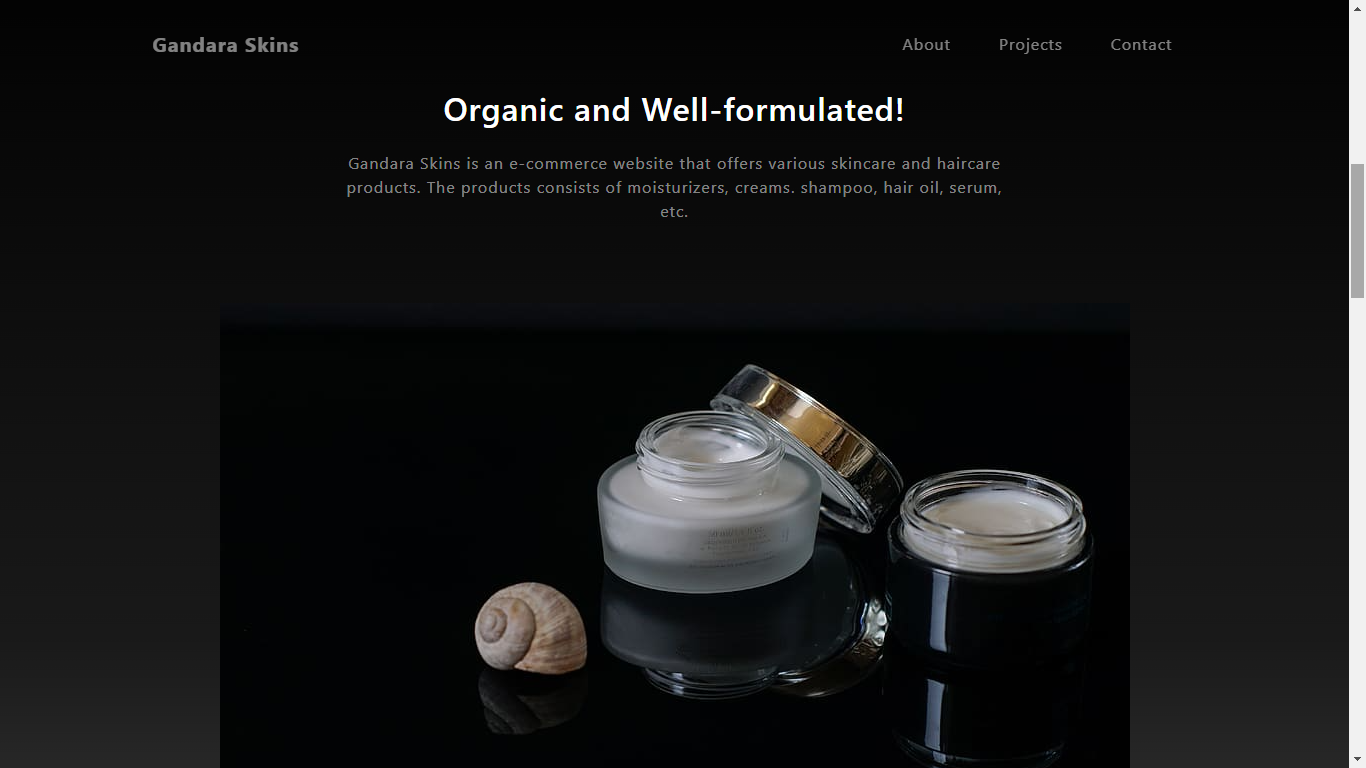 Gandara Skins
About Projects Contact
Organic and Well-formulated!
Gandara Skins is an e-commerce website that offers various skincare and haircare
products. The products consists of moisturizers, creams. shampoo, hair oil, serum,
etc.